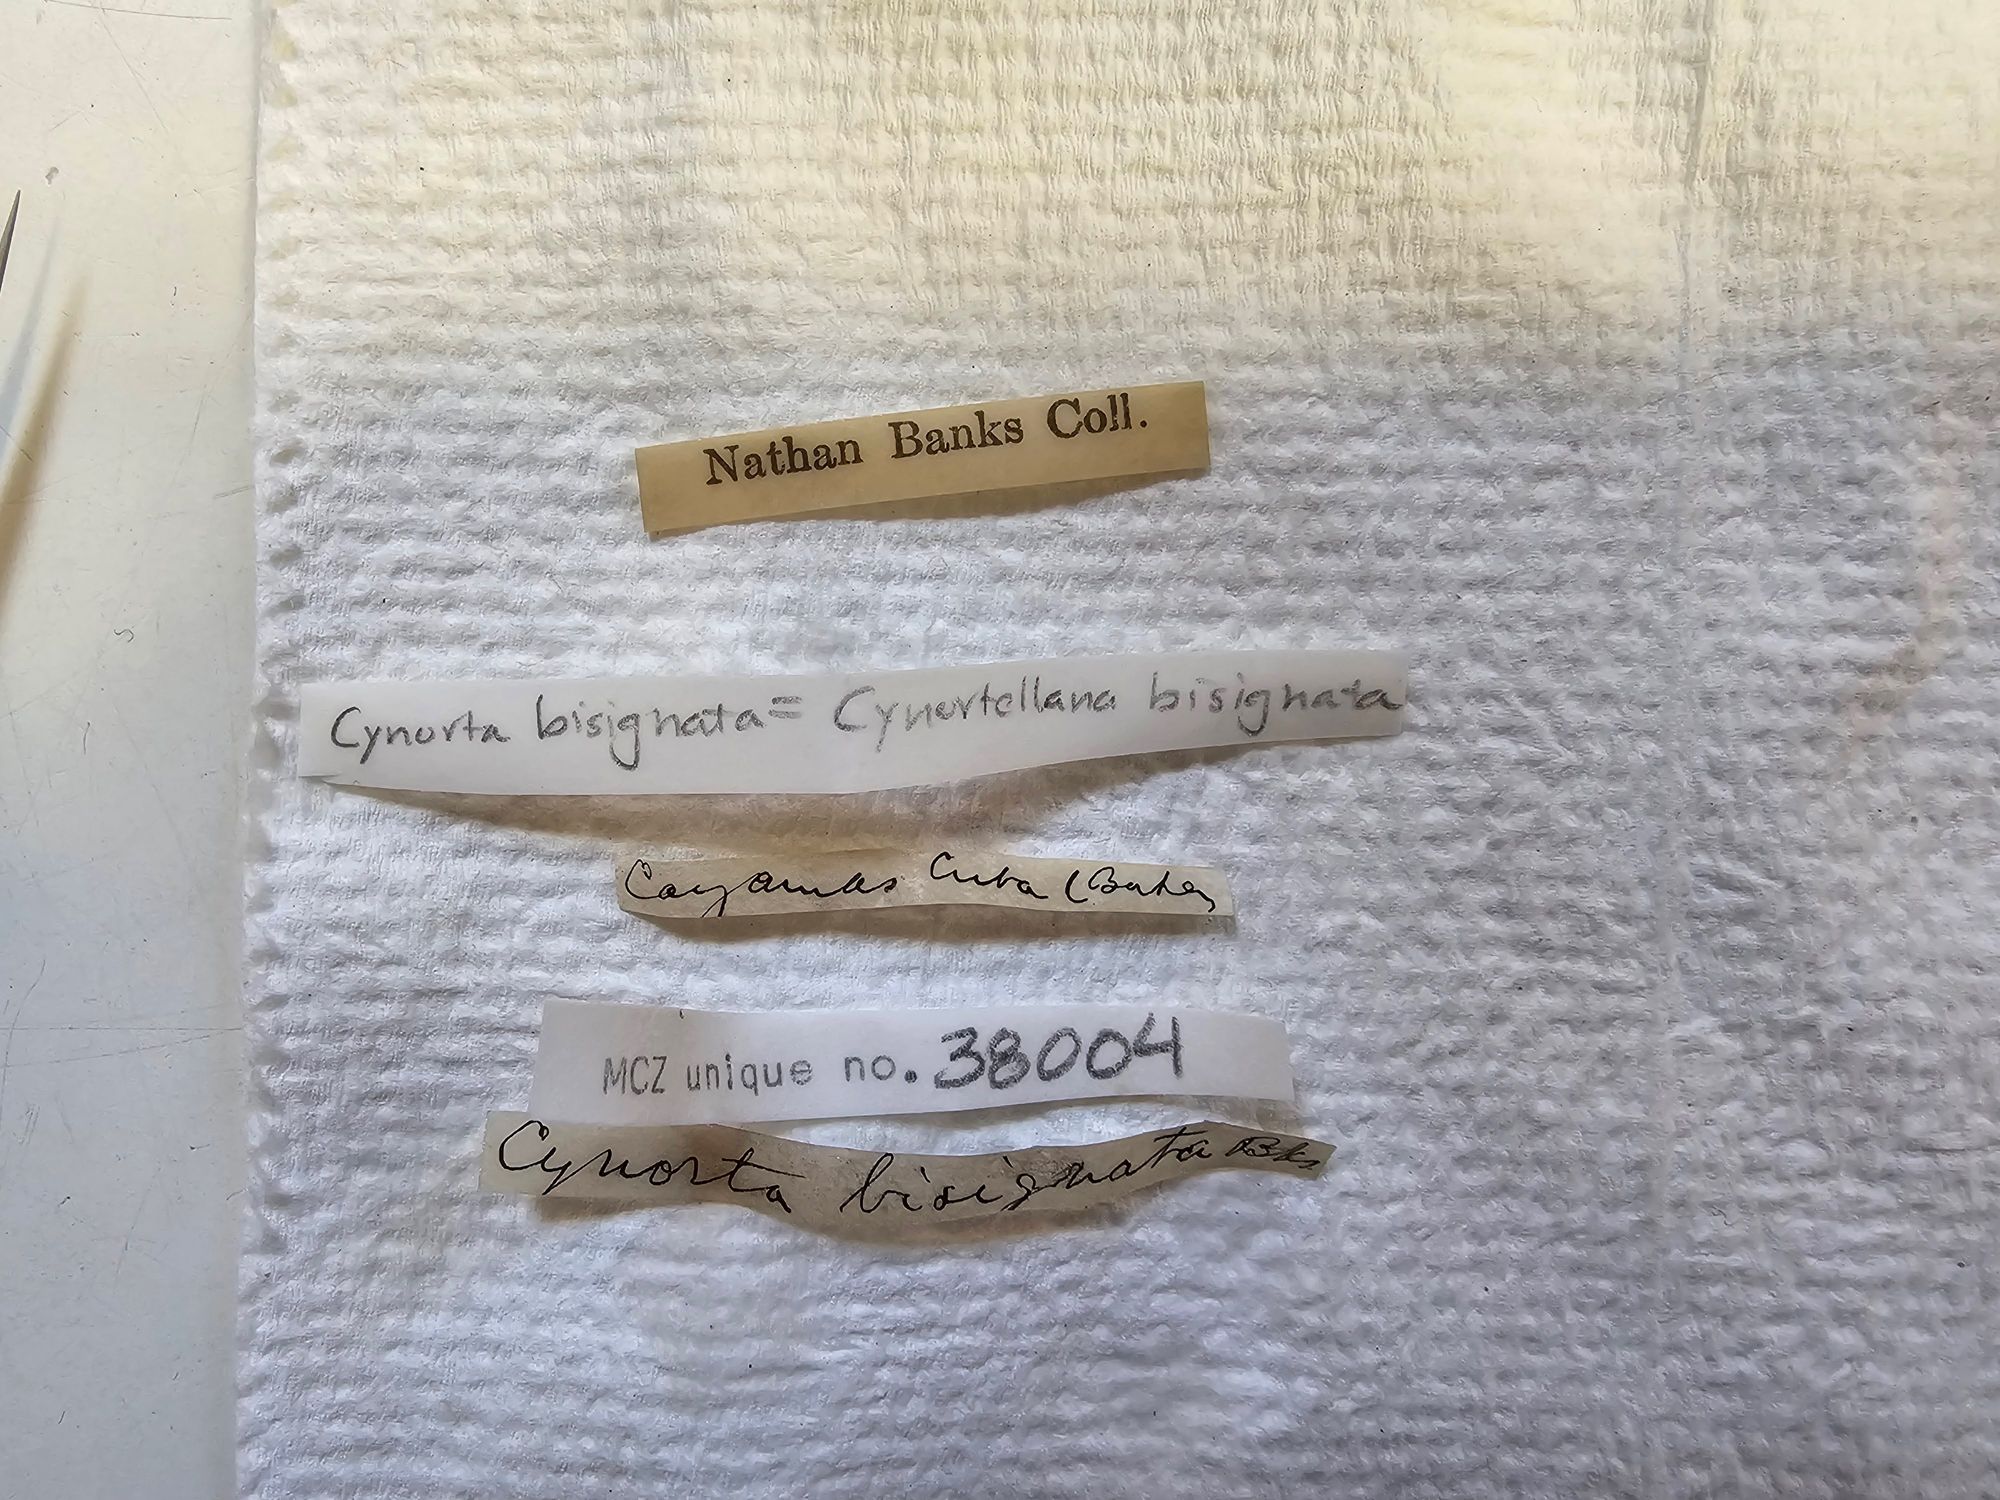 Nathan Banks Coll.
Cynorta bisignata = Cynortellana bisignata
Cayamas Cuba (Baker
MCZ unique no. 38004
Cynorta bisignata Bks